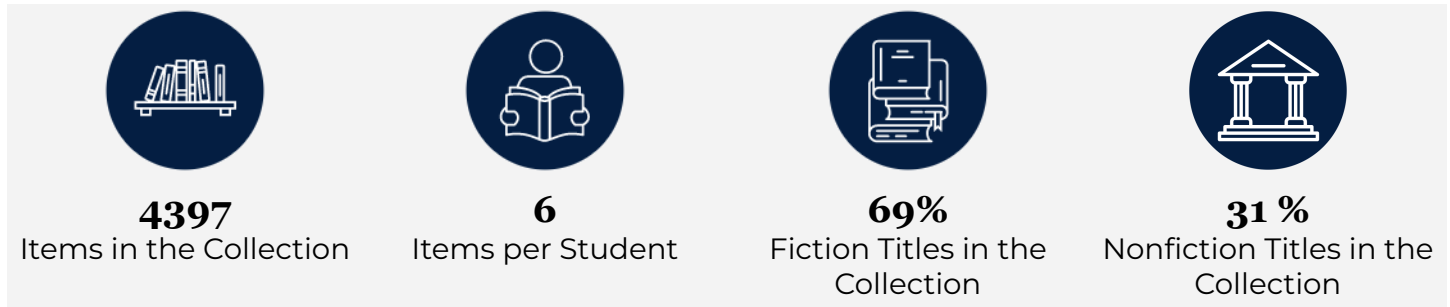 4397
Items in the Collection
6
Items per Student
69%
Fiction Titles in the
Collection
31 %
Nonfiction Titles in the
Collection